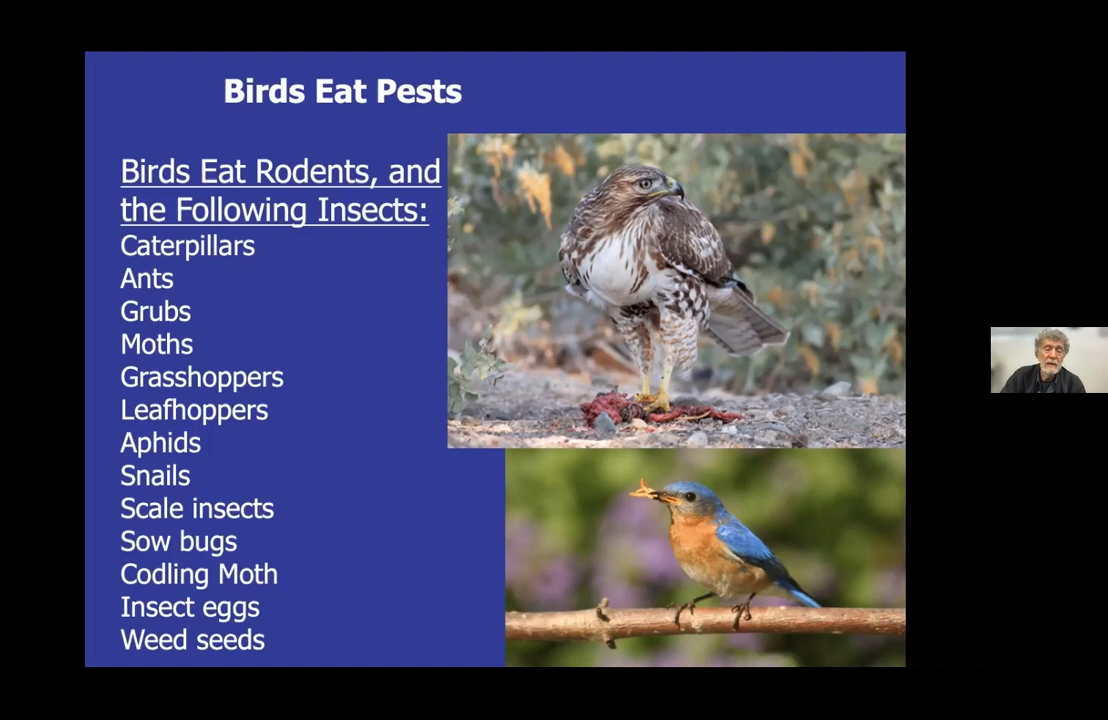 Birds Eat Pests
Birds Eat Rodents, and
the Following Insects:
Caterpillars
Ants
Grubs
Moths
Grasshoppers
Leafhoppers
Aphids
Snails
Scale insects
Sow bugs
Codling Moth
Insect eggs
Weed seeds